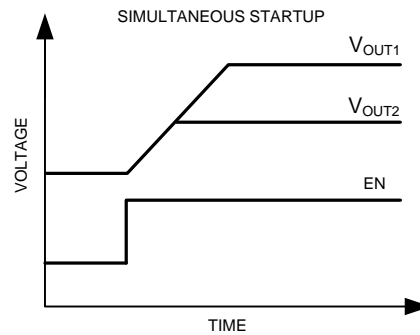 SIMULTANEOUS STARTUP
VOUT1
VOUT2
EN
VOLTAGE
TIME